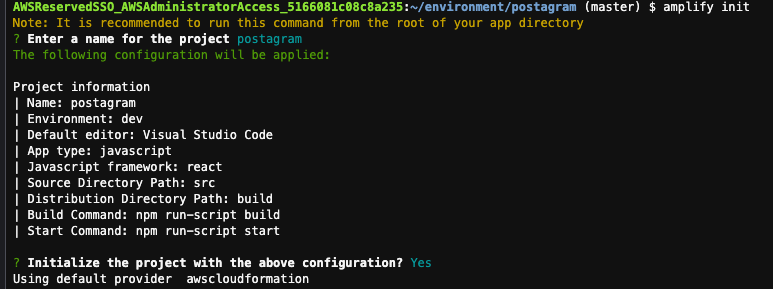 AWSReservedSSO_AWSAdministratorAccess_5166081c08c8a235:~/environment/postagram (master) $ amplify init
Note: It is recommended to run this command from the root of your app directory
? Enter a name for the project postagram
The following configuration will be applied:

Project information
| Name: postagram
| Environment: dev
| Default editor: Visual Studio Code
| App type: javascript
| Javascript framework: react
| Source Directory Path: src
| Distribution Directory Path: build
| Build Command: npm run-script build
| Start Command: npm run-script start

? Initialize the project with the above configuration? Yes
Using default provider  awscloudformation